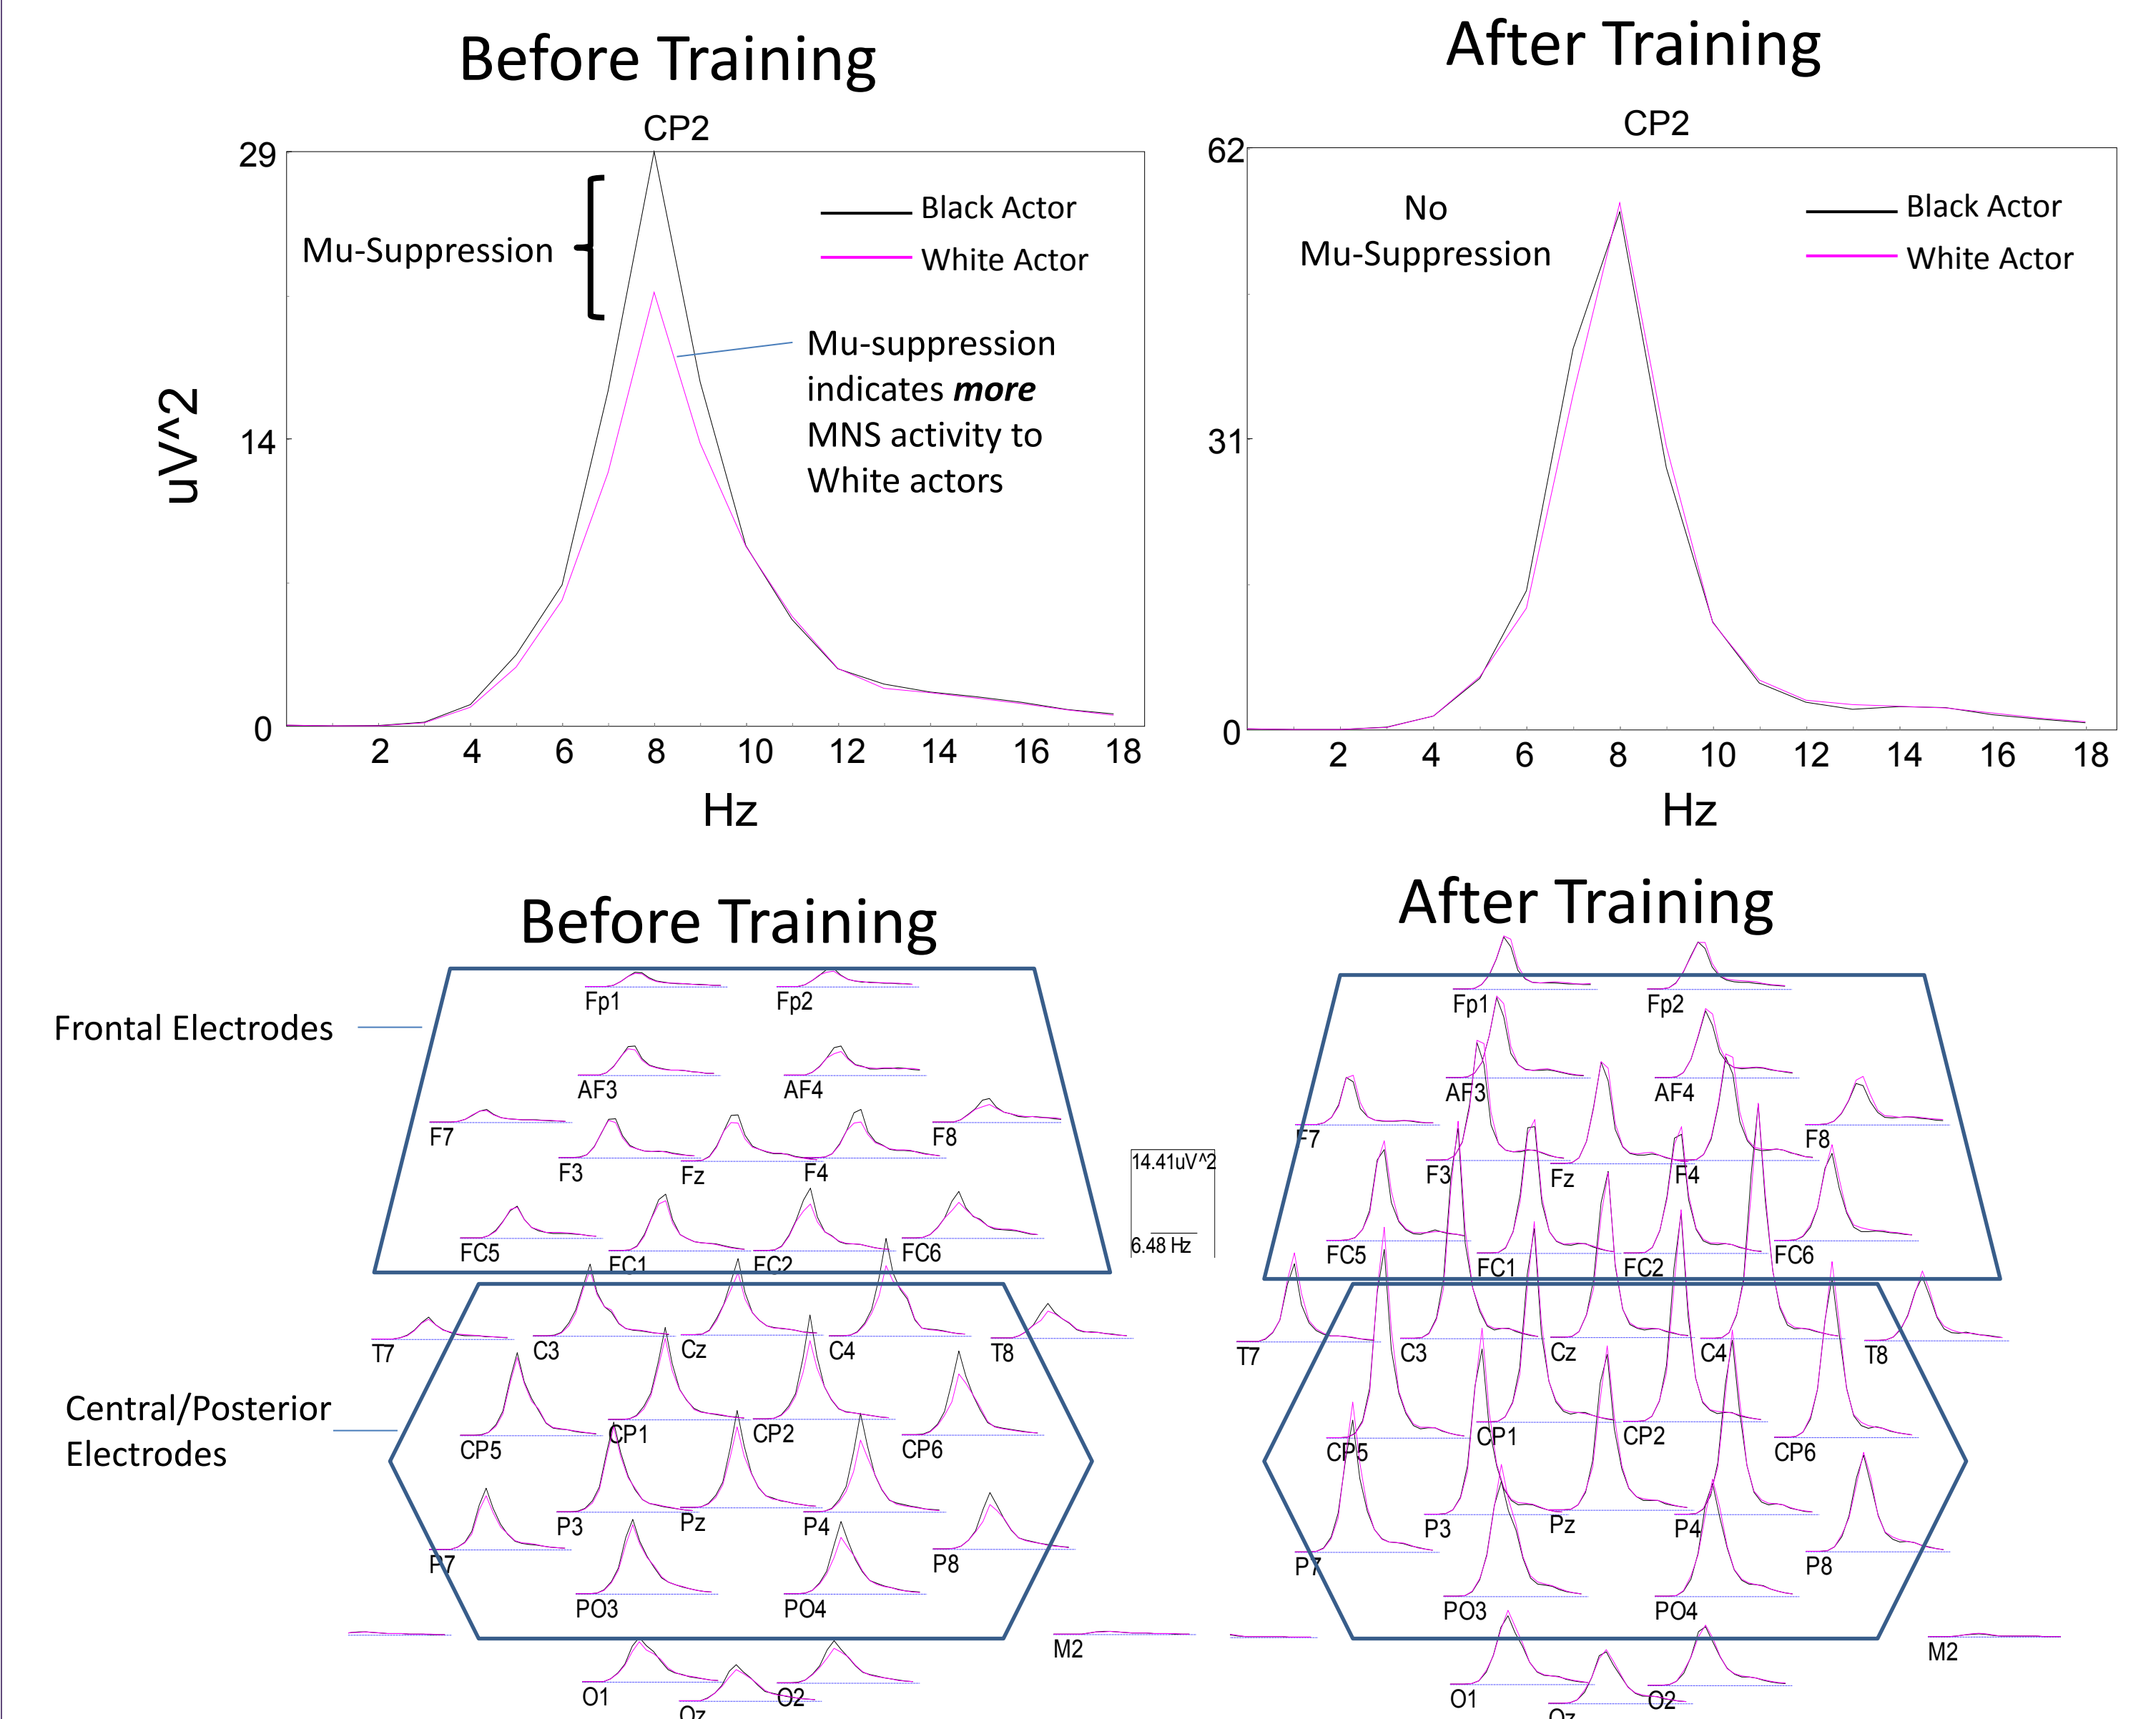 Before Training
After Training
CP2
29
14
0
uV^2
Mu-Suppression
Black Actor
White Actor
Mu-suppression
indicates more
MNS activity to
White actors
2 4 6 8 10 12 14 16 18
Hz
CP2
62
31
0
No
Mu-Suppression
Black Actor
White Actor
2 4 6 8 10 12 14 16 18
Hz
Before Training
Frontal Electrodes
Central/Posterior
Electrodes
Fp1 Fp2
AF3 AF4
F7 F8
F3 Fz F4
FC5 FC1 FC2 FC6
T7 C3 Cz C4 T8
CP5 CP1 CP2 CP6
P3 Pz P4
P7 P8
PO3 PO4
M2
O1 O2
Oz
14.41uV^2
6.48 Hz
After Training
Fp1 Fp2
AF3 AF4
F7 F8
F3 Fz F4
FC5 FC1 FC2 FC6
T7 C3 Cz C4 T8
CP5 CP1 CP2 CP6
P3 Pz P4
P7 P8
PO3 PO4
M2
O1 O2
Oz